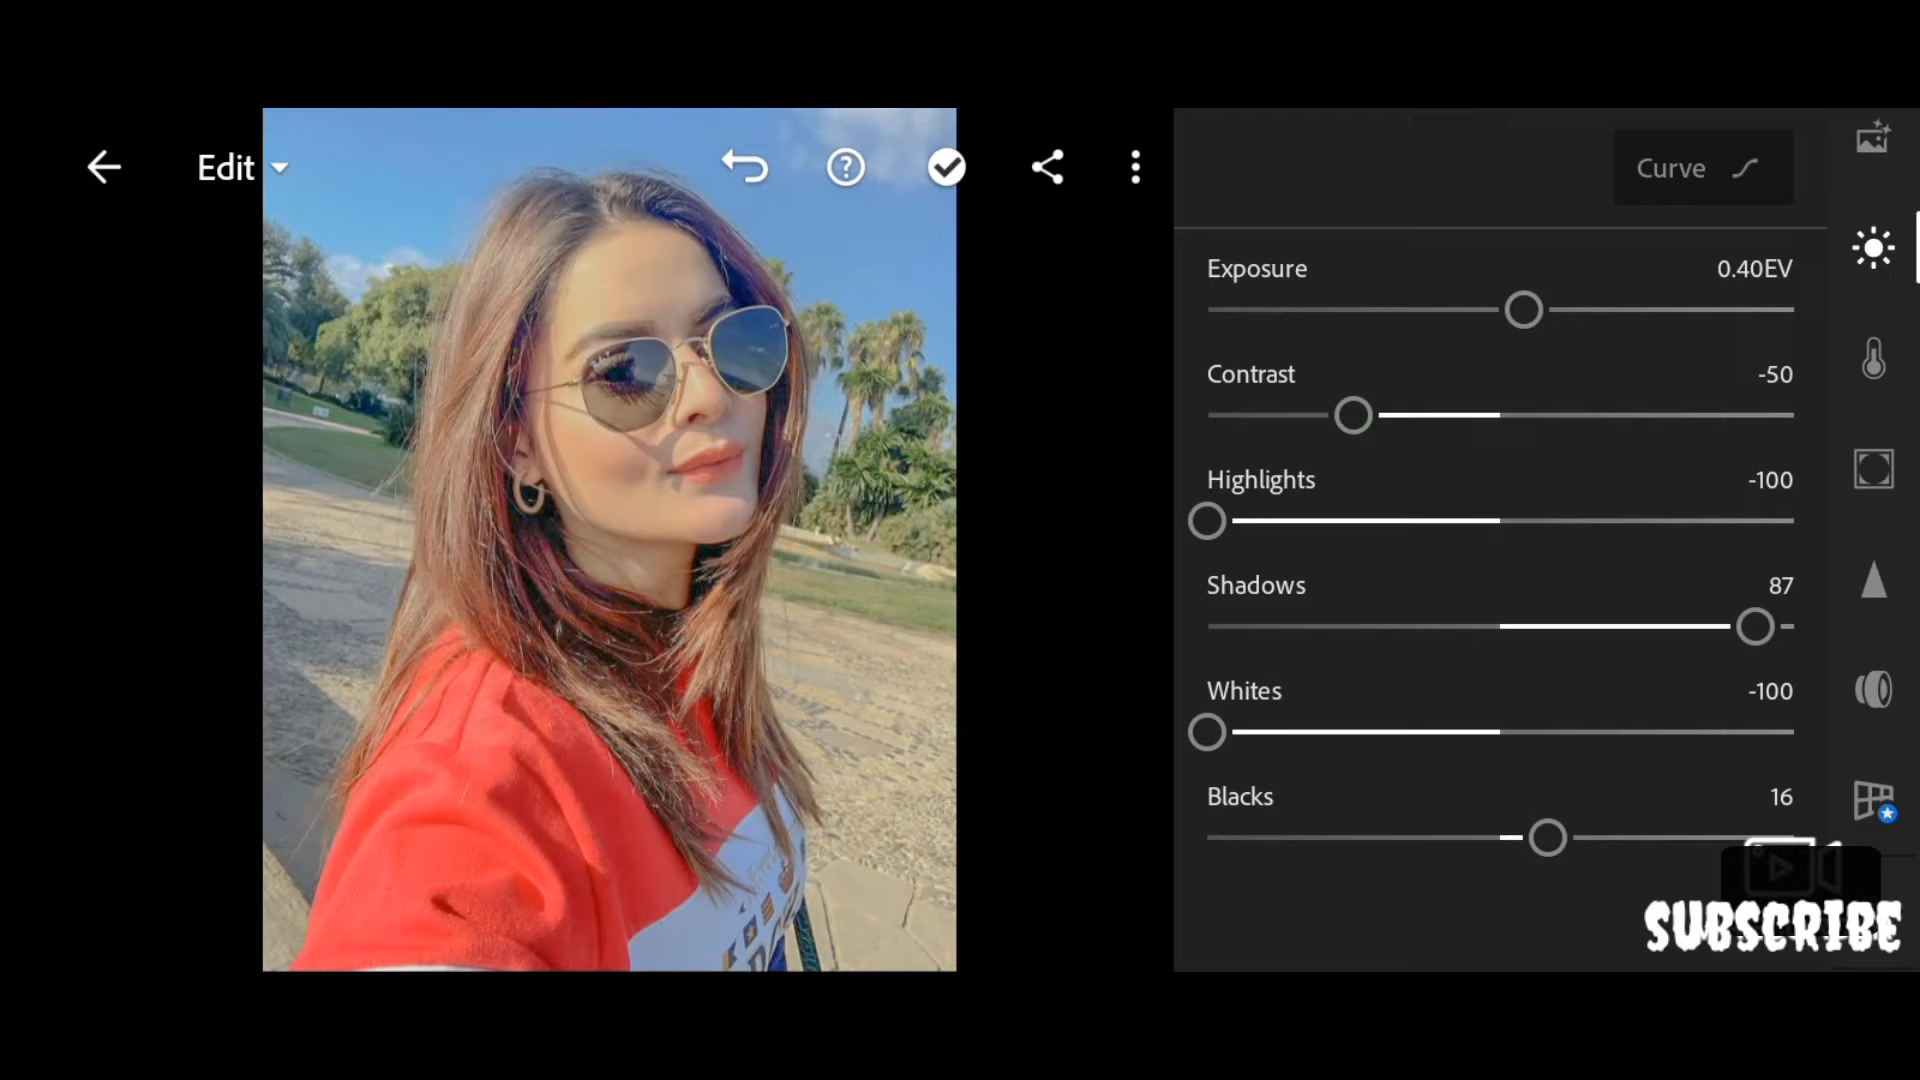 Edit
Curve
Exposure 0.40EV
Contrast -50
Highlights -100
Shadows 87
Whites -100
Blacks 16
SUBSCRIBE